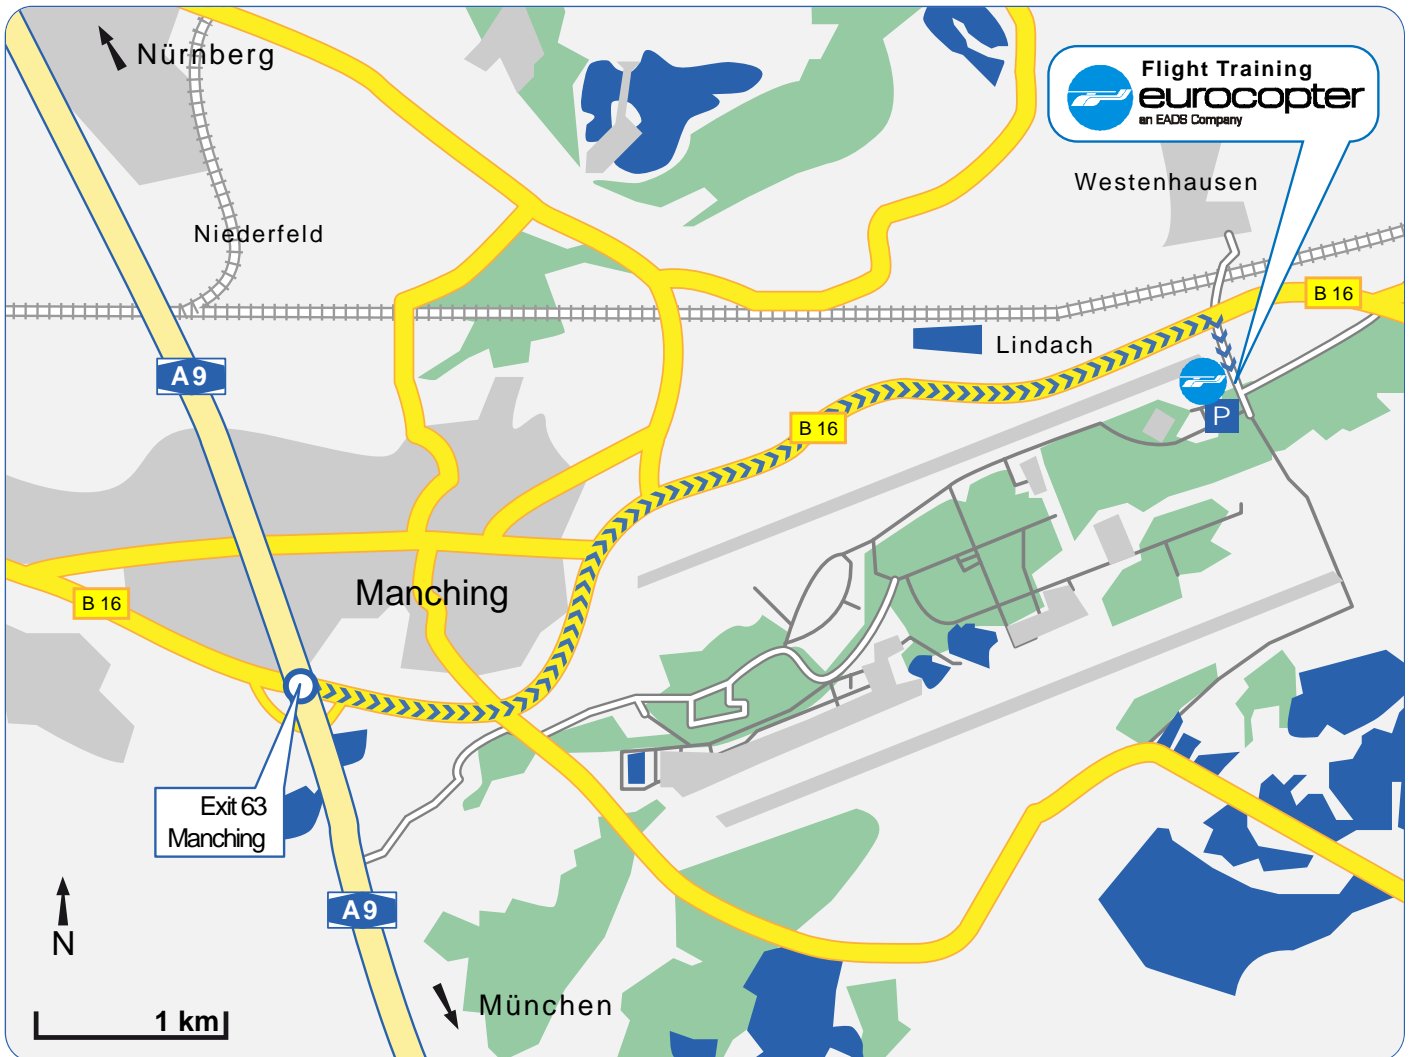 Nürnberg
Flight Training
eurocopter
an EADS Company
Westenhausen
Niederfeld
B 16
Lindach
A9
B 16
P
Manching
B 16
Exit 63
Manching
A9
N
München
1 km